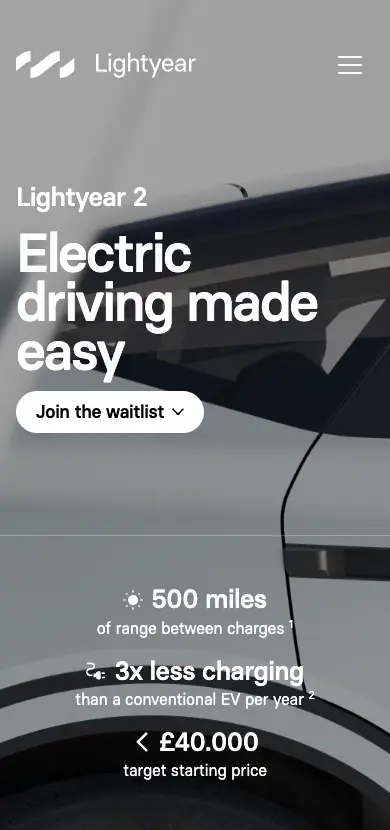 Lightyear
Lightyear 2
Electric
driving made
easy
Join the waitlist
500 miles
of range between charges 1
3x less charging
than a conventional EV per year 2
< £40.000
target starting price